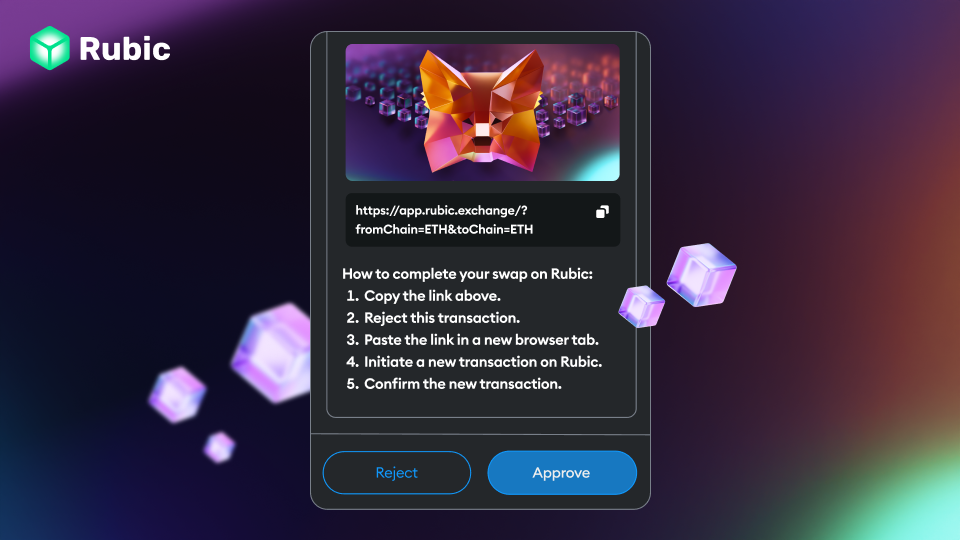 Rubic
https://app.rubic.exchange/?
fromChain=ETH&toChain=ETH
How to complete your swap on Rubic:
1. Copy the link above.
2. Reject this transaction.
3. Paste the link in a new browser tab.
4. Initiate a new transaction on Rubic.
5. Confirm the new transaction.
Reject
Approve